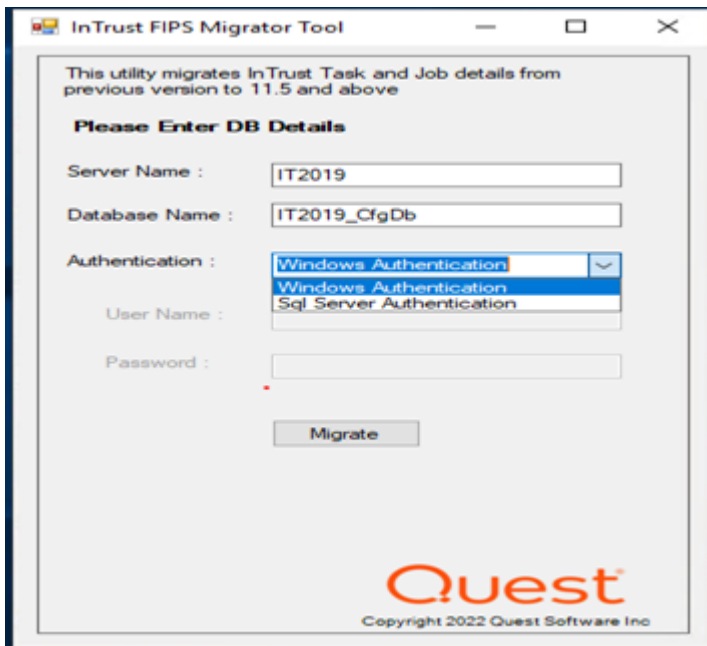 InTrust FIPS Migrator Tool
This utility migrates InTrust Task and Job details from
previous version to 11.5 and above
Please Enter DB Details
Server Name :
IT2019
Database Name :
IT2019_CfgDb
Authentication :
Windows Authentication
Windows Authentication
Sql Server Authentication
User Name :
Password :
Migrate
Quest
Copyright 2022 Quest Software Inc